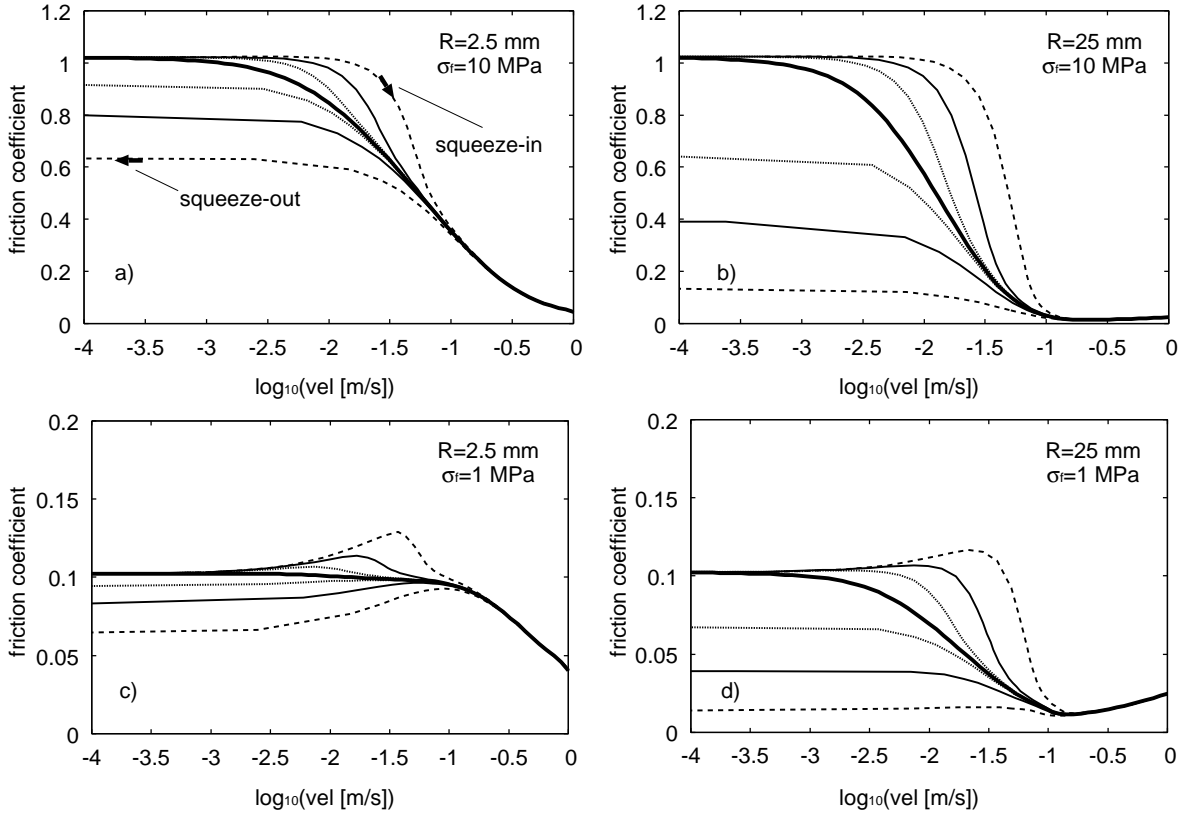 1.2
1
0.8
0.6
0.4
0.2
0
-4
-3.5
-3
-2.5
-2
-1.5
-1
-0.5
0
friction coefficient
log10(vel [m/s])
R=2.5 mm
σf=10 MPa
squeeze-in
squeeze-out
a)
1.2
1
0.8
0.6
0.4
0.2
0
-4
-3.5
-3
-2.5
-2
-1.5
-1
-0.5
0
friction coefficient
log10(vel [m/s])
R=25 mm
σf=10 MPa
b)
0.2
0.15
0.1
0.05
0
-4
-3.5
-3
-2.5
-2
-1.5
-1
-0.5
0
friction coefficient
log10(vel [m/s])
R=2.5 mm
σf=1 MPa
c)
0.2
0.15
0.1
0.05
0
-4
-3.5
-3
-2.5
-2
-1.5
-1
-0.5
0
friction coefficient
log10(vel [m/s])
R=25 mm
σf=1 MPa
d)